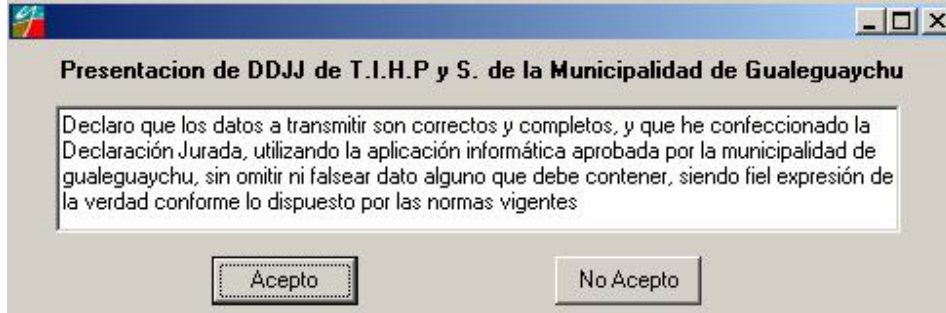 Presentacion de DDJJ de T.I.H.P y S. de la Municipalidad de Gualeguaychu
Declaro que los datos a transmitir son correctos y completos, y que he confeccionado la
Declaración Jurada, utilizando la aplicación informática aprobada por la municipalidad de
gualeguaychu, sin omitir ni falsear dato alguno que debe contener, siendo fiel expresión de
la verdad conforme lo dispuesto por las normas vigentes
Acepto No Acepto